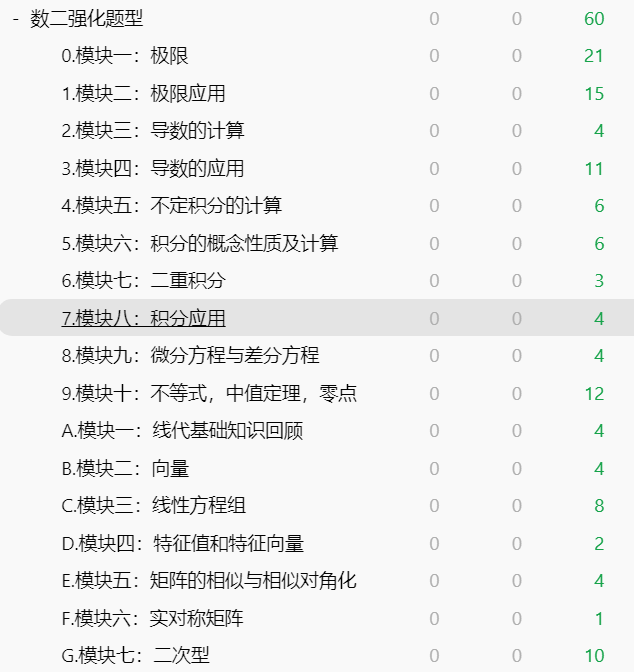 - 数二强化题型 0 0 60
0.模块一：极限 0 0 21
1.模块二：极限应用 0 0 15
2.模块三：导数的计算 0 0 4
3.模块四：导数的应用 0 0 11
4.模块五：不定积分的计算 0 0 6
5.模块六：积分的概念性质及计算 0 0 6
6.模块七：二重积分 0 0 3
7.模块八：积分应用 0 0 4
8.模块九：微分方程与差分方程 0 0 4
9.模块十：不等式，中值定理，零点 0 0 12
A.模块一：线代基础知识回顾 0 0 4
B.模块二：向量 0 0 4
C.模块三：线性方程组 0 0 8
D.模块四：特征值和特征向量 0 0 2
E.模块五：矩阵的相似与相似对角化 0 0 4
F.模块六：实对称矩阵 0 0 1
G.模块七：二次型 0 0 10